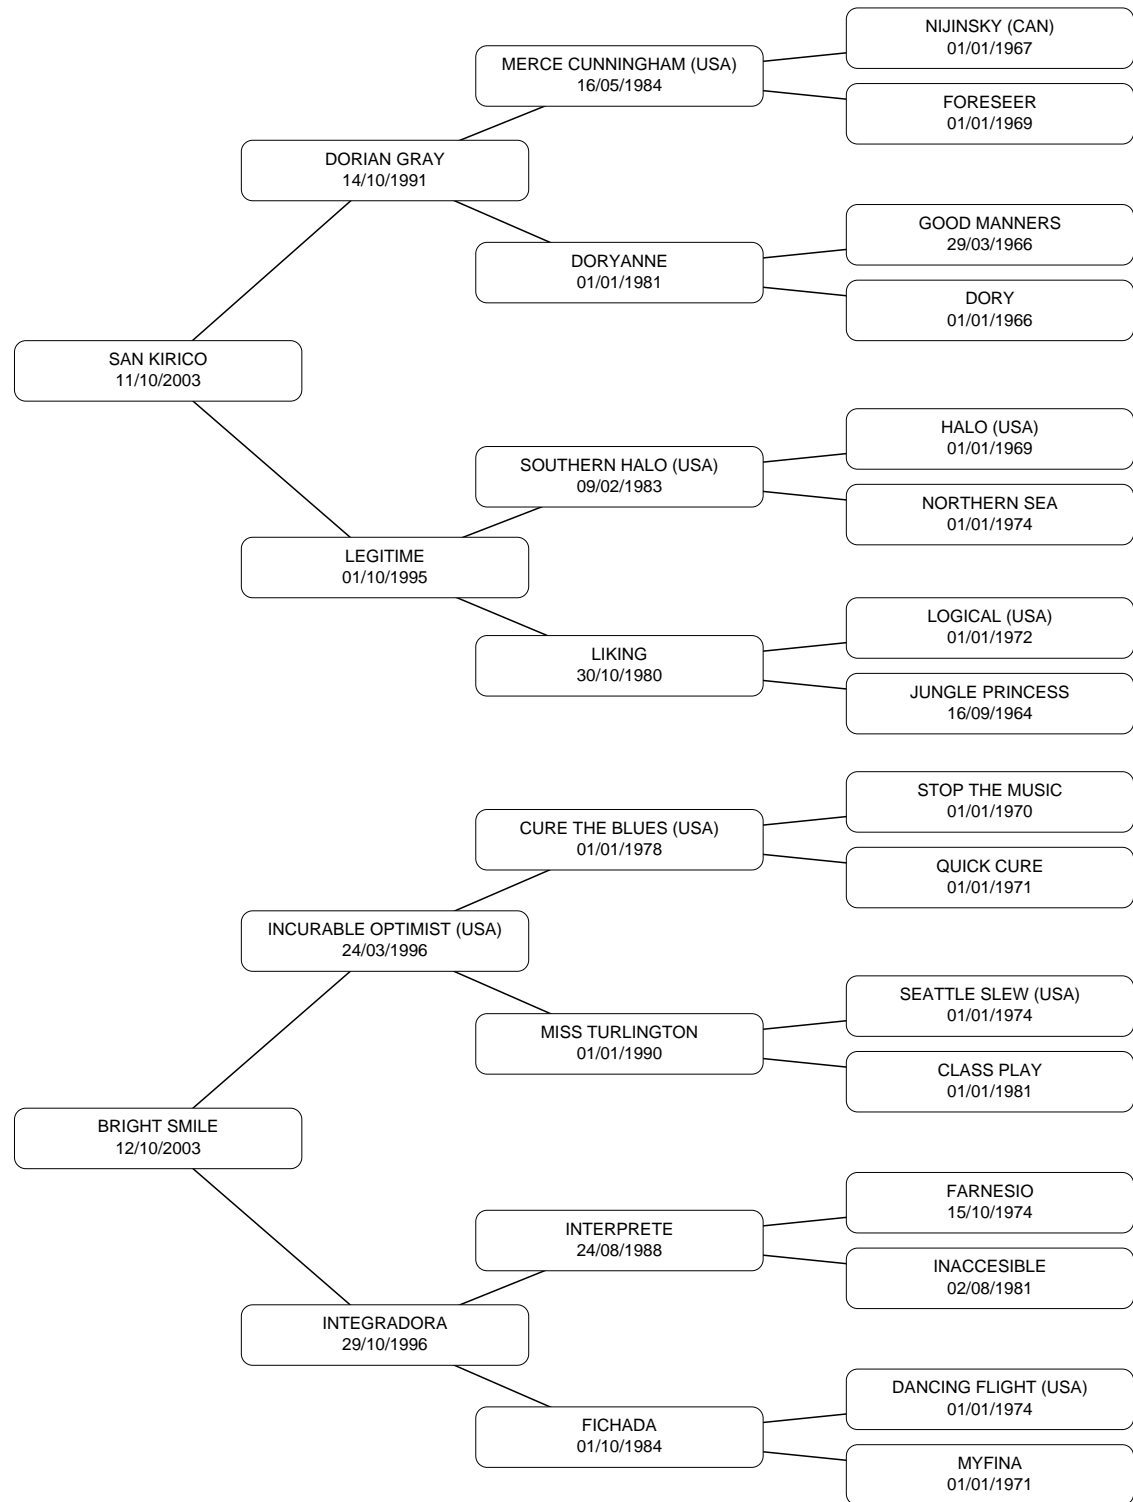 NIJINSKY (CAN)
01/01/1967
MERCE CUNNINGHAM (USA)
16/05/1984
FORESEER
01/01/1969
DORIAN GRAY
14/10/1991
GOOD MANNERS
29/03/1966
DORYANNE
01/01/1981
DORY
01/01/1966
SAN KIRICO
11/10/2003
HALO (USA)
01/01/1969
SOUTHERN HALO (USA)
09/02/1983
NORTHERN SEA
01/01/1974
LEGITIME
01/10/1995
LOGICAL (USA)
01/01/1972
LIKING
30/10/1980
JUNGLE PRINCESS
16/09/1964
STOP THE MUSIC
01/01/1970
CURE THE BLUES (USA)
01/01/1978
QUICK CURE
01/01/1971
INCURABLE OPTIMIST (USA)
24/03/1996
SEATTLE SLEW (USA)
01/01/1974
MISS TURLINGTON
01/01/1990
CLASS PLAY
01/01/1981
BRIGHT SMILE
12/10/2003
FARNESIO
15/10/1974
INTERPRETE
24/08/1988
INACCESIBLE
02/08/1981
INTEGRADORA
29/10/1996
DANCING FLIGHT (USA)
01/01/1974
FICHADA
01/10/1984
MYFINA
01/01/1971